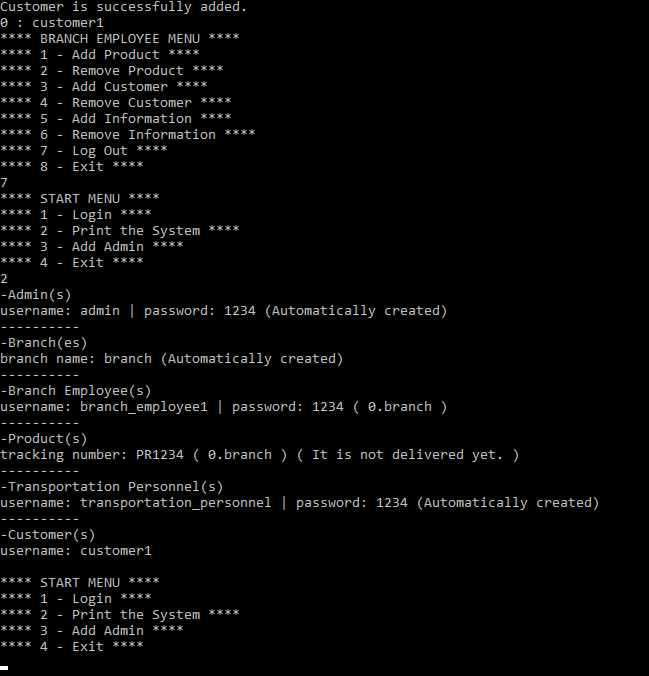 Customer is successfully added.
0 : customer1
**** BRANCH EMPLOYEE MENU ****
**** 1 - Add Product ****
**** 2 - Remove Product ****
**** 3 - Add Customer ****
**** 4 - Remove Customer ****
**** 5 - Add Information ****
**** 6 - Remove Information ****
**** 7 - Log Out ****
**** 8 - Exit ****
7
**** START MENU ****
**** 1 - Login ****
**** 2 - Print the System ****
**** 3 - Add Admin ****
**** 4 - Exit ****
2
-Admin(s)
username: admin | password: 1234 (Automatically created)
----------
-Branch(es)
branch name: branch (Automatically created)
----------
-Branch Employee(s)
username: branch_employee1 | password: 1234 ( 0.branch )
----------
-Product(s)
tracking number: PR1234 ( 0.branch ) ( It is not delivered yet. )
----------
-Transportation Personnel(s)
username: transportation_personnel | password: 1234 (Automatically created)
----------
-Customer(s)
username: customer1

**** START MENU ****
**** 1 - Login ****
**** 2 - Print the System ****
**** 3 - Add Admin ****
**** 4 - Exit ****